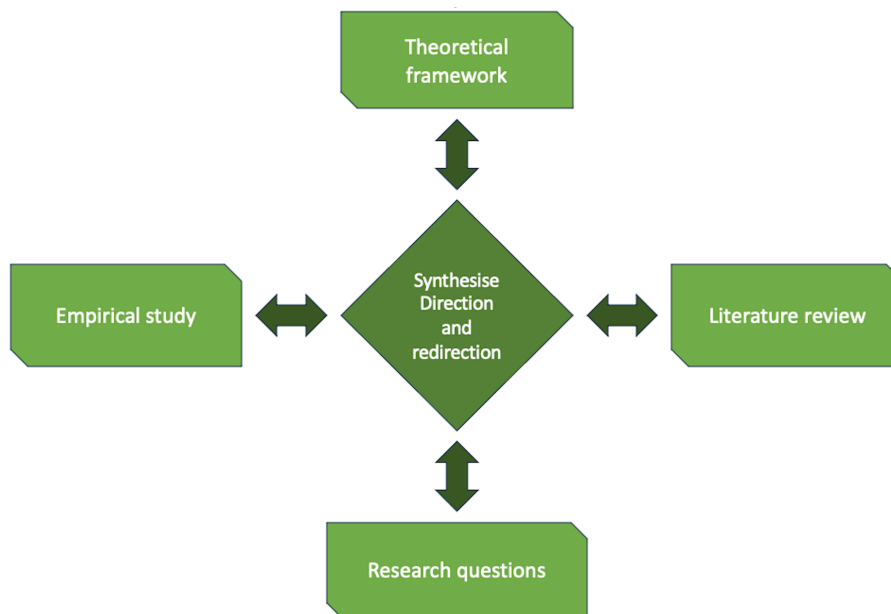 Theoretical
framework
Empirical study
Synthesise
Direction
and
redirection
Literature review
Research questions